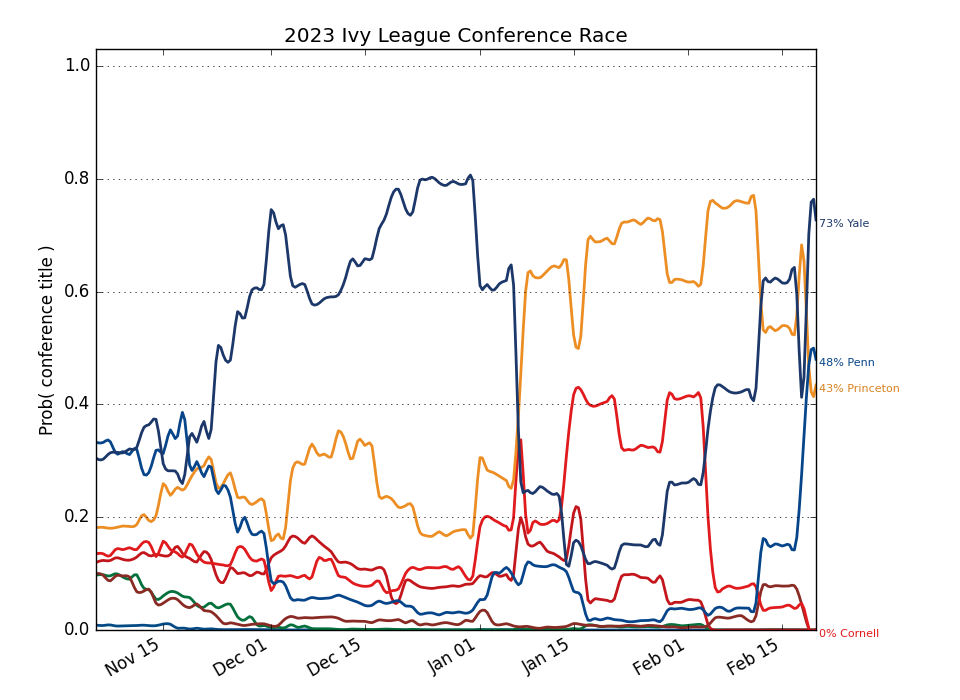 2023 Ivy League Conference Race
Prob( conference title )
1.0
0.8
0.6
0.4
0.2
0.0
Nov 15
Dec 01
Dec 15
Jan 01
Jan 15
Feb 01
Feb 15
73% Yale
48% Penn
43% Princeton
0% Cornell